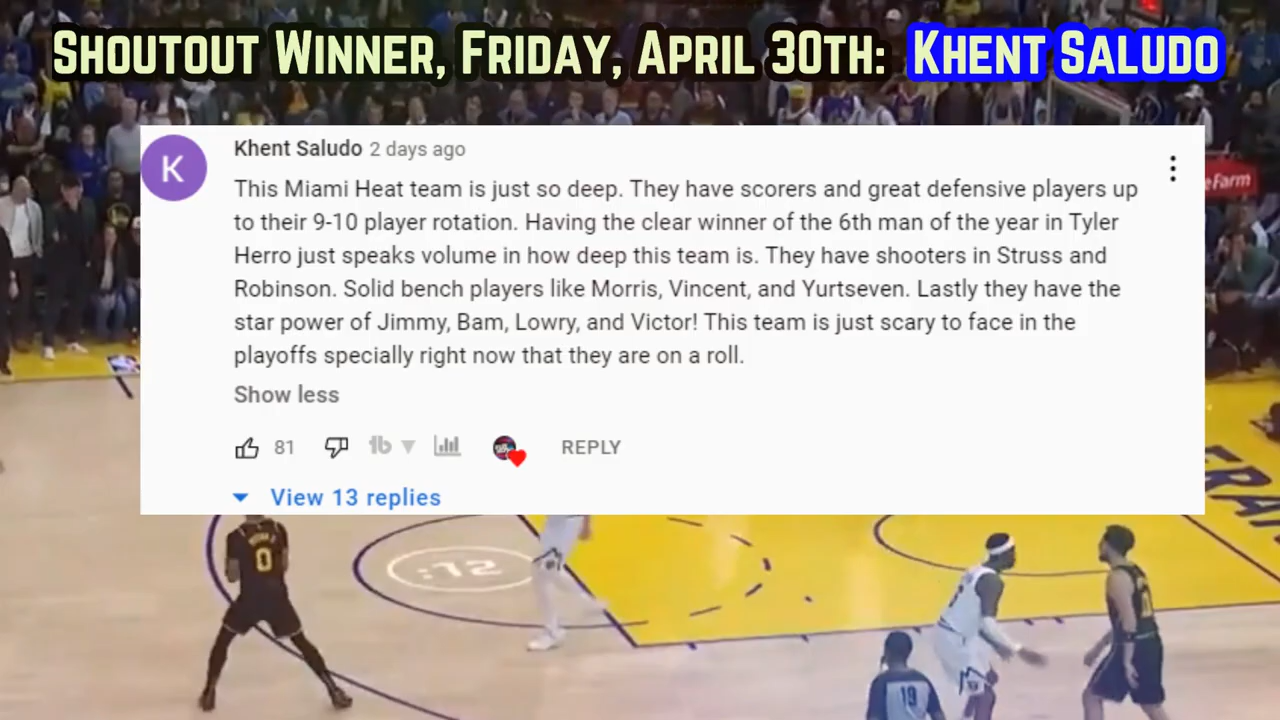 Shoutout Winner, Friday, April 30th: Khent Saludo
K
Khent Saludo 2 days ago
This Miami Heat team is just so deep. They have scorers and great defensive players up
to their 9-10 player rotation. Having the clear winner of the 6th man of the year in Tyler
Herro just speaks volume in how deep this team is. They have shooters in Struss and
Robinson. Solid bench players like Morris, Vincent, and Yurtseven. Lastly they have the
star power of Jimmy, Bam, Lowry, and Victor! This team is just scary to face in the
playoffs specially right now that they are on a roll.
Show less
81
REPLY
View 13 replies
eFarm
:12
0
19